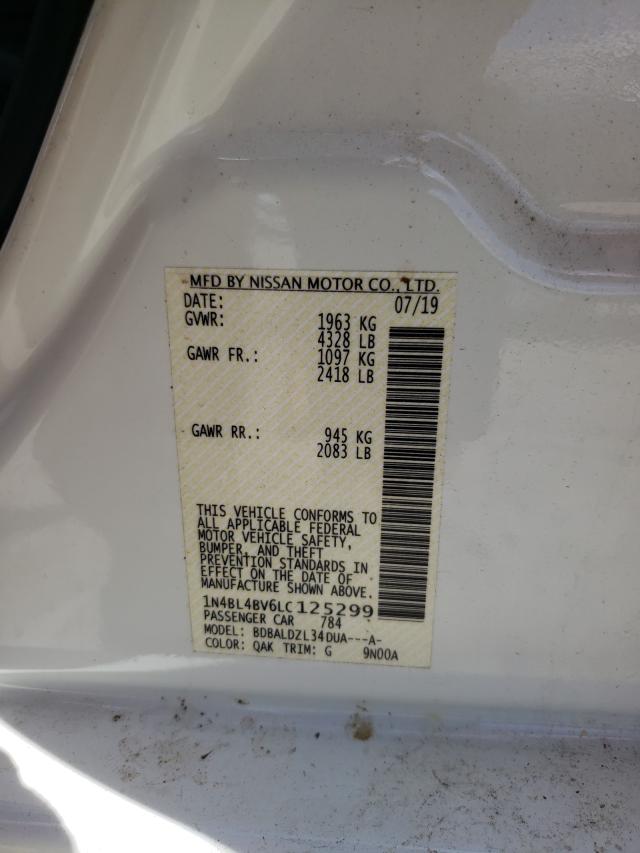 MFD BY NISSAN MOTOR CO., LTD.
DATE: 07/19
GVWR: 1963 KG
4328 LB
GAWR FR.: 1097 KG
2418 LB
GAWR RR.: 945 KG
2083 LB
THIS VEHICLE CONFORMS TO
ALL APPLICABLE FEDERAL
MOTOR VEHICLE SAFETY,
BUMPER, AND THEFT
PREVENTION STANDARDS IN
EFFECT ON THE DATE OF
MANUFACTURE SHOWN ABOVE.
1N4BL4BV6LC125299
PASSENGER CAR 784
MODEL: BDBALDZL34DUA---A-
COLOR: QAK TRIM: G 9N00A